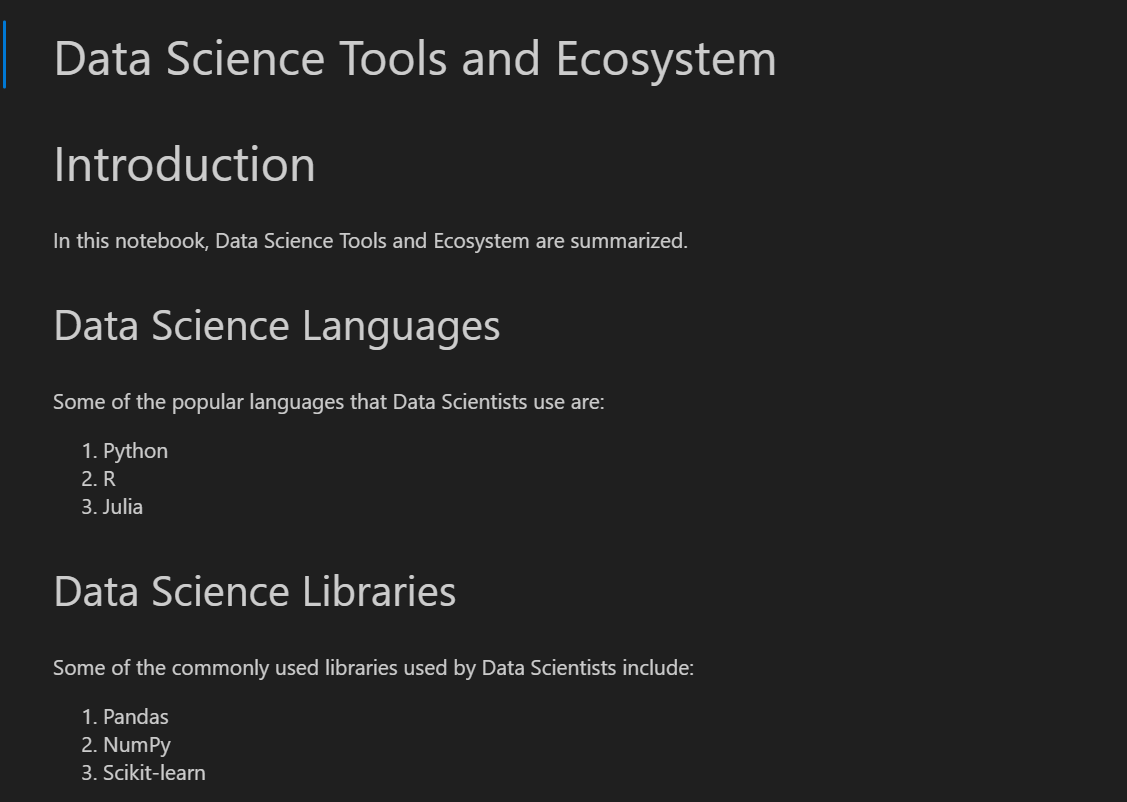 Data Science Tools and Ecosystem
Introduction
In this notebook, Data Science Tools and Ecosystem are summarized.
Data Science Languages
Some of the popular languages that Data Scientists use are:
1. Python
2. R
3. Julia
Data Science Libraries
Some of the commonly used libraries used by Data Scientists include:
1. Pandas
2. NumPy
3. Scikit-learn